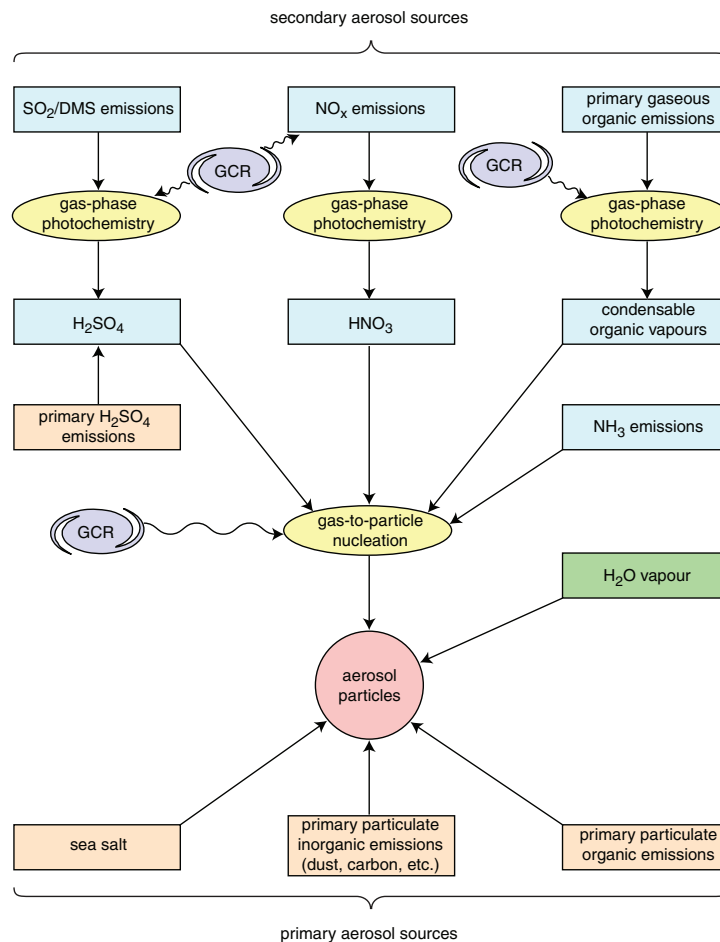 secondary aerosol sources
SO₂/DMS emissions
NOₓ emissions
primary gaseous
organic emissions
GCR
GCR
gas-phase
photochemistry
gas-phase
photochemistry
gas-phase
photochemistry
H₂SO₄
HNO₃
condensable
organic vapours
primary H₂SO₄
emissions
NH₃ emissions
GCR
gas-to-particle
nucleation
H₂O vapour
aerosol
particles
sea salt
primary particulate
inorganic emissions
(dust, carbon, etc.)
primary particulate
organic emissions
primary aerosol sources